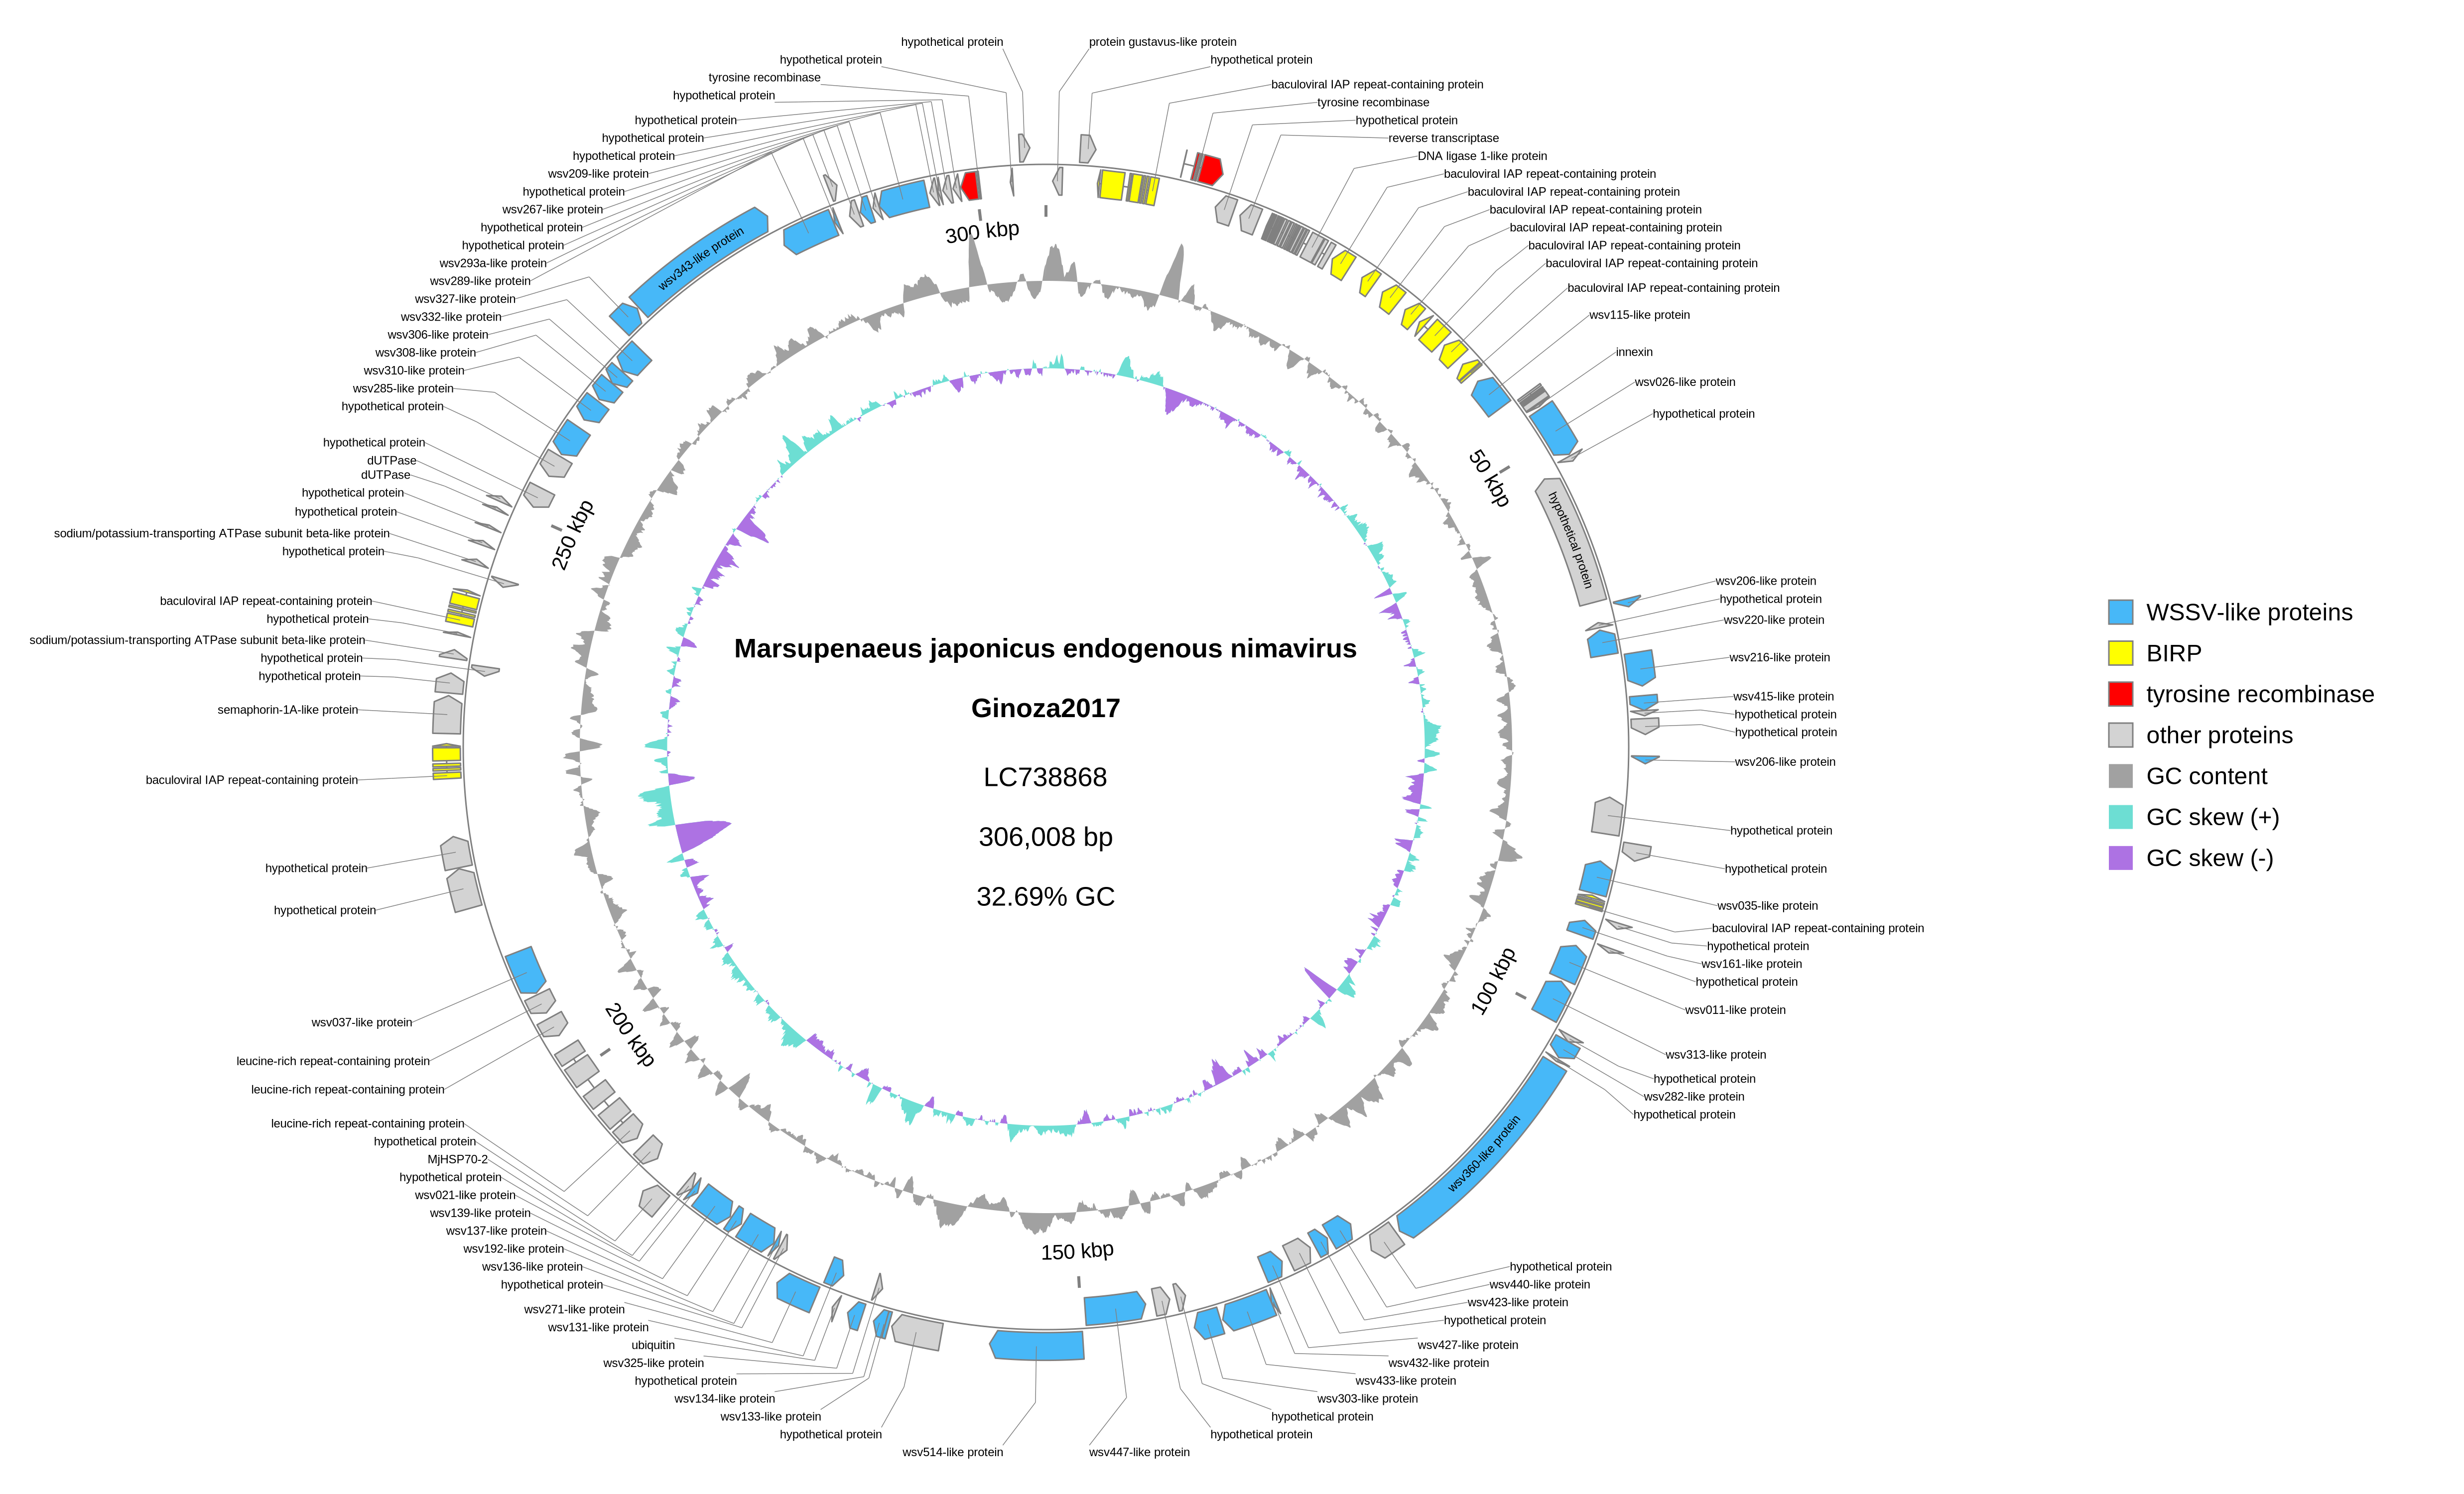 hypothetical protein
protein gustavus-like protein
hypothetical protein
hypothetical protein
tyrosine recombinase
baculoviral IAP repeat-containing protein
hypothetical protein
tyrosine recombinase
hypothetical protein
hypothetical protein
hypothetical protein
reverse transcriptase
hypothetical protein
DNA ligase 1-like protein
wsv209-like protein
baculoviral IAP repeat-containing protein
hypothetical protein
baculoviral IAP repeat-containing protein
wsv267-like protein
baculoviral IAP repeat-containing protein
hypothetical protein
baculoviral IAP repeat-containing protein
hypothetical protein
baculoviral IAP repeat-containing protein
wsv293a-like protein
baculoviral IAP repeat-containing protein
wsv289-like protein
baculoviral IAP repeat-containing protein
wsv327-like protein
wsv115-like protein
wsv332-like protein
wsv306-like protein
innexin
wsv308-like protein
wsv310-like protein
wsv026-like protein
wsv285-like protein
hypothetical protein
hypothetical protein
hypothetical protein
dUTPase
dUTPase
hypothetical protein
hypothetical protein
sodium/potassium-transporting ATPase subunit beta-like protein
hypothetical protein
wsv206-like protein
baculoviral IAP repeat-containing protein
hypothetical protein
hypothetical protein
wsv220-like protein
sodium/potassium-transporting ATPase subunit beta-like protein
hypothetical protein
wsv216-like protein
hypothetical protein
wsv415-like protein
semaphorin-1A-like protein
hypothetical protein
hypothetical protein
wsv206-like protein
baculoviral IAP repeat-containing protein
hypothetical protein
hypothetical protein
hypothetical protein
wsv035-like protein
hypothetical protein
baculoviral IAP repeat-containing protein
hypothetical protein
wsv161-like protein
hypothetical protein
wsv011-like protein
wsv037-like protein
wsv313-like protein
leucine-rich repeat-containing protein
hypothetical protein
leucine-rich repeat-containing protein
wsv282-like protein
hypothetical protein
leucine-rich repeat-containing protein
hypothetical protein
MjHSP70-2
hypothetical protein
wsv021-like protein
wsv139-like protein
wsv137-like protein
wsv192-like protein
wsv136-like protein
hypothetical protein
wsv271-like protein
wsv131-like protein
ubiquitin
wsv325-like protein
hypothetical protein
wsv134-like protein
wsv133-like protein
hypothetical protein
wsv514-like protein
hypothetical protein
wsv440-like protein
wsv423-like protein
hypothetical protein
wsv427-like protein
wsv432-like protein
wsv433-like protein
wsv303-like protein
hypothetical protein
hypothetical protein
wsv447-like protein
wsv343-like protein
hypothetical protein
wsv360-like protein
300 kbp
50 kbp
100 kbp
150 kbp
200 kbp
250 kbp
Marsupenaeus japonicus endogenous nimavirus
Ginoza2017
LC738868
306,008 bp
32.69% GC
WSSV-like proteins
BIRP
tyrosine recombinase
other proteins
GC content
GC skew (+)
GC skew (-)